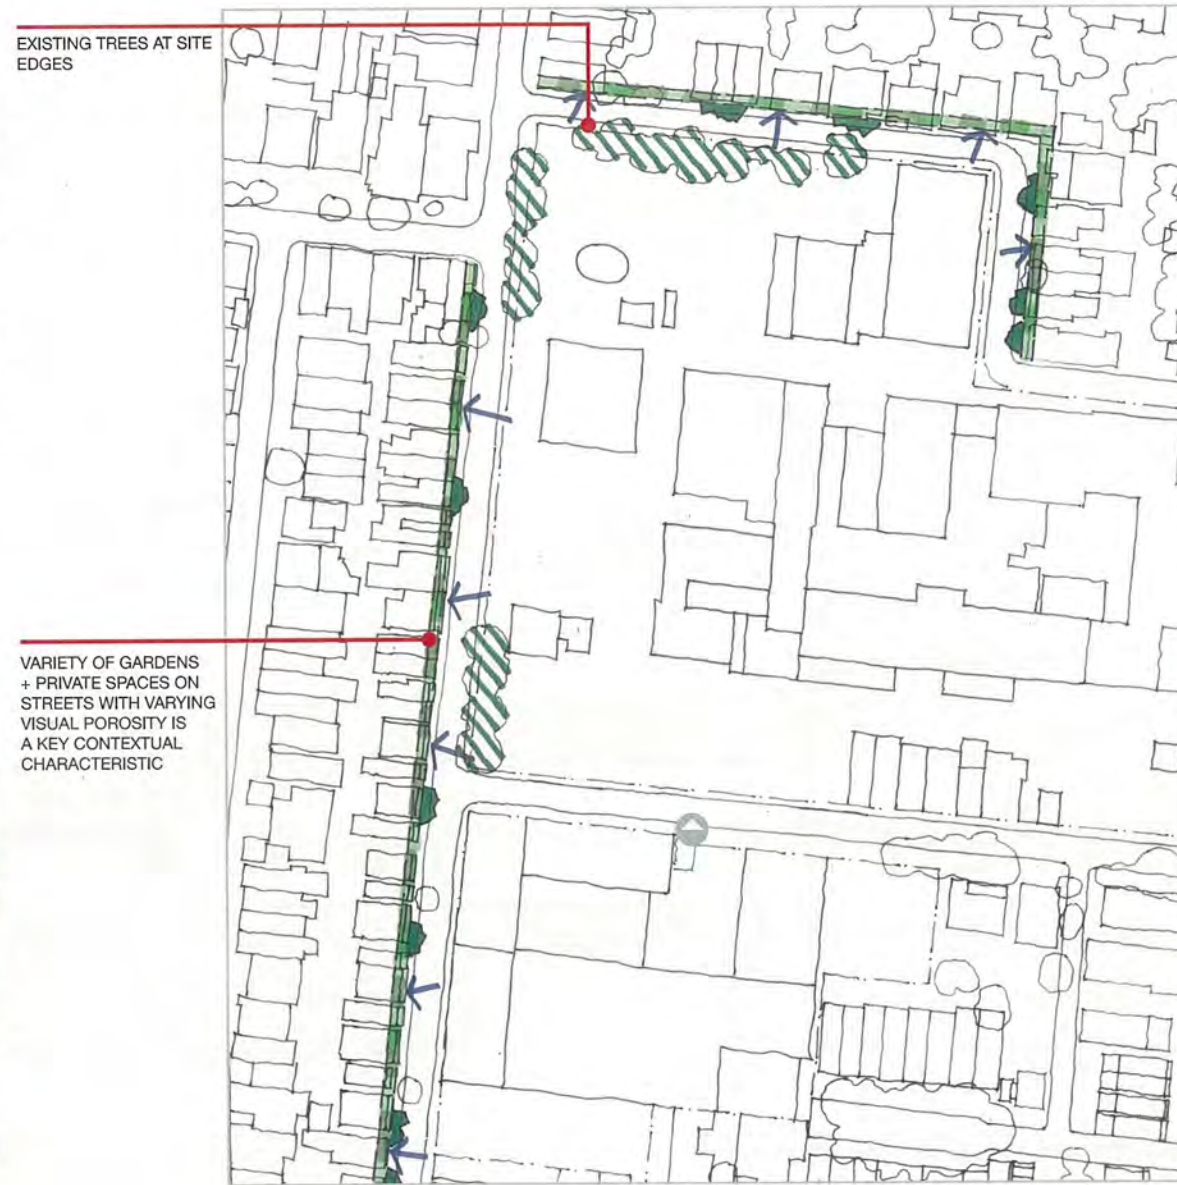 EXISTING TREES AT SITE
EDGES
VARIETY OF GARDENS
+ PRIVATE SPACES ON
STREETS WITH VARYING
VISUAL POROSITY IS
A KEY CONTEXTUAL
CHARACTERISTIC